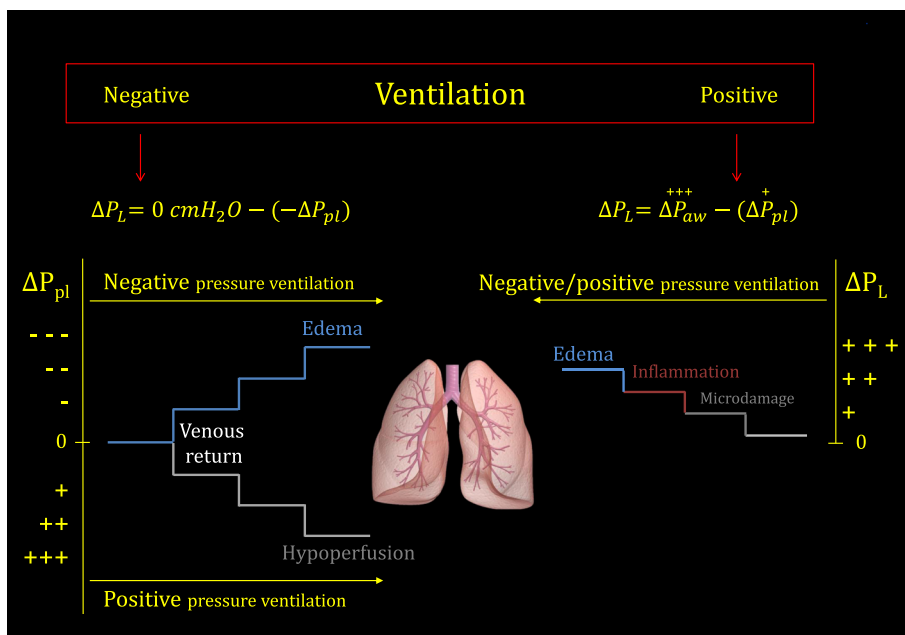 Negative Ventilation Positive
ΔP_L = 0 cmH₂O − (−ΔP_pl)
+++ +
ΔP_L = ΔP_aw − (ΔP_pl)
ΔP_pl
Negative pressure ventilation
- - -
- -
-
0
+
++
+++
Edema
Venous
return
Hypoperfusion
Positive pressure ventilation
Negative/positive pressure ventilation
ΔP_L
Edema
Inflammation
Microdamage
+ + +
+ +
+
0